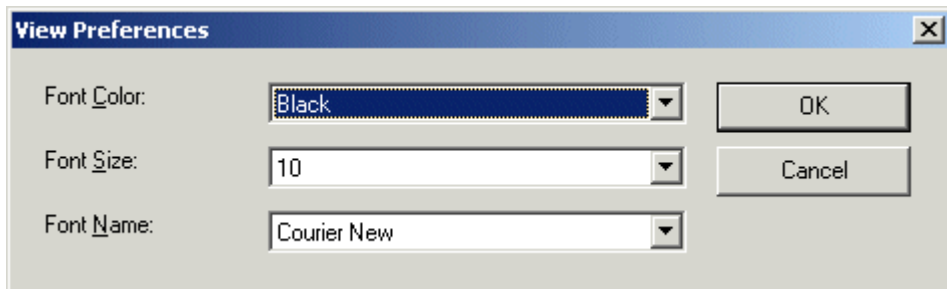 View Preferences
Font Color:
Black
OK
Font Size:
10
Cancel
Font Name:
Courier New